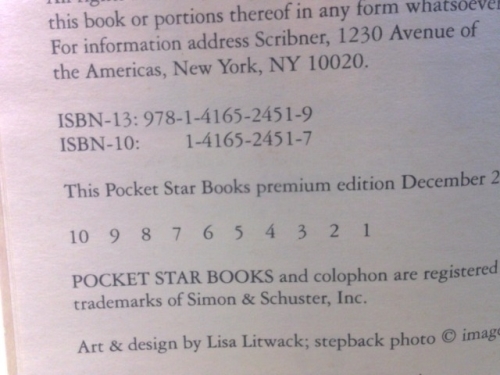 this book or portions thereof in any form whatsoever
For information address Scribner, 1230 Avenue of
the Americas, New York, NY 10020.
ISBN-13: 978-1-4165-2451-9
ISBN-10: 1-4165-2451-7
This Pocket Star Books premium edition December 2
10 9 8 7 6 5 4 3 2 1
POCKET STAR BOOKS and colophon are registered
trademarks of Simon & Schuster, Inc.
Art & design by Lisa Litwack; stepback photo © image